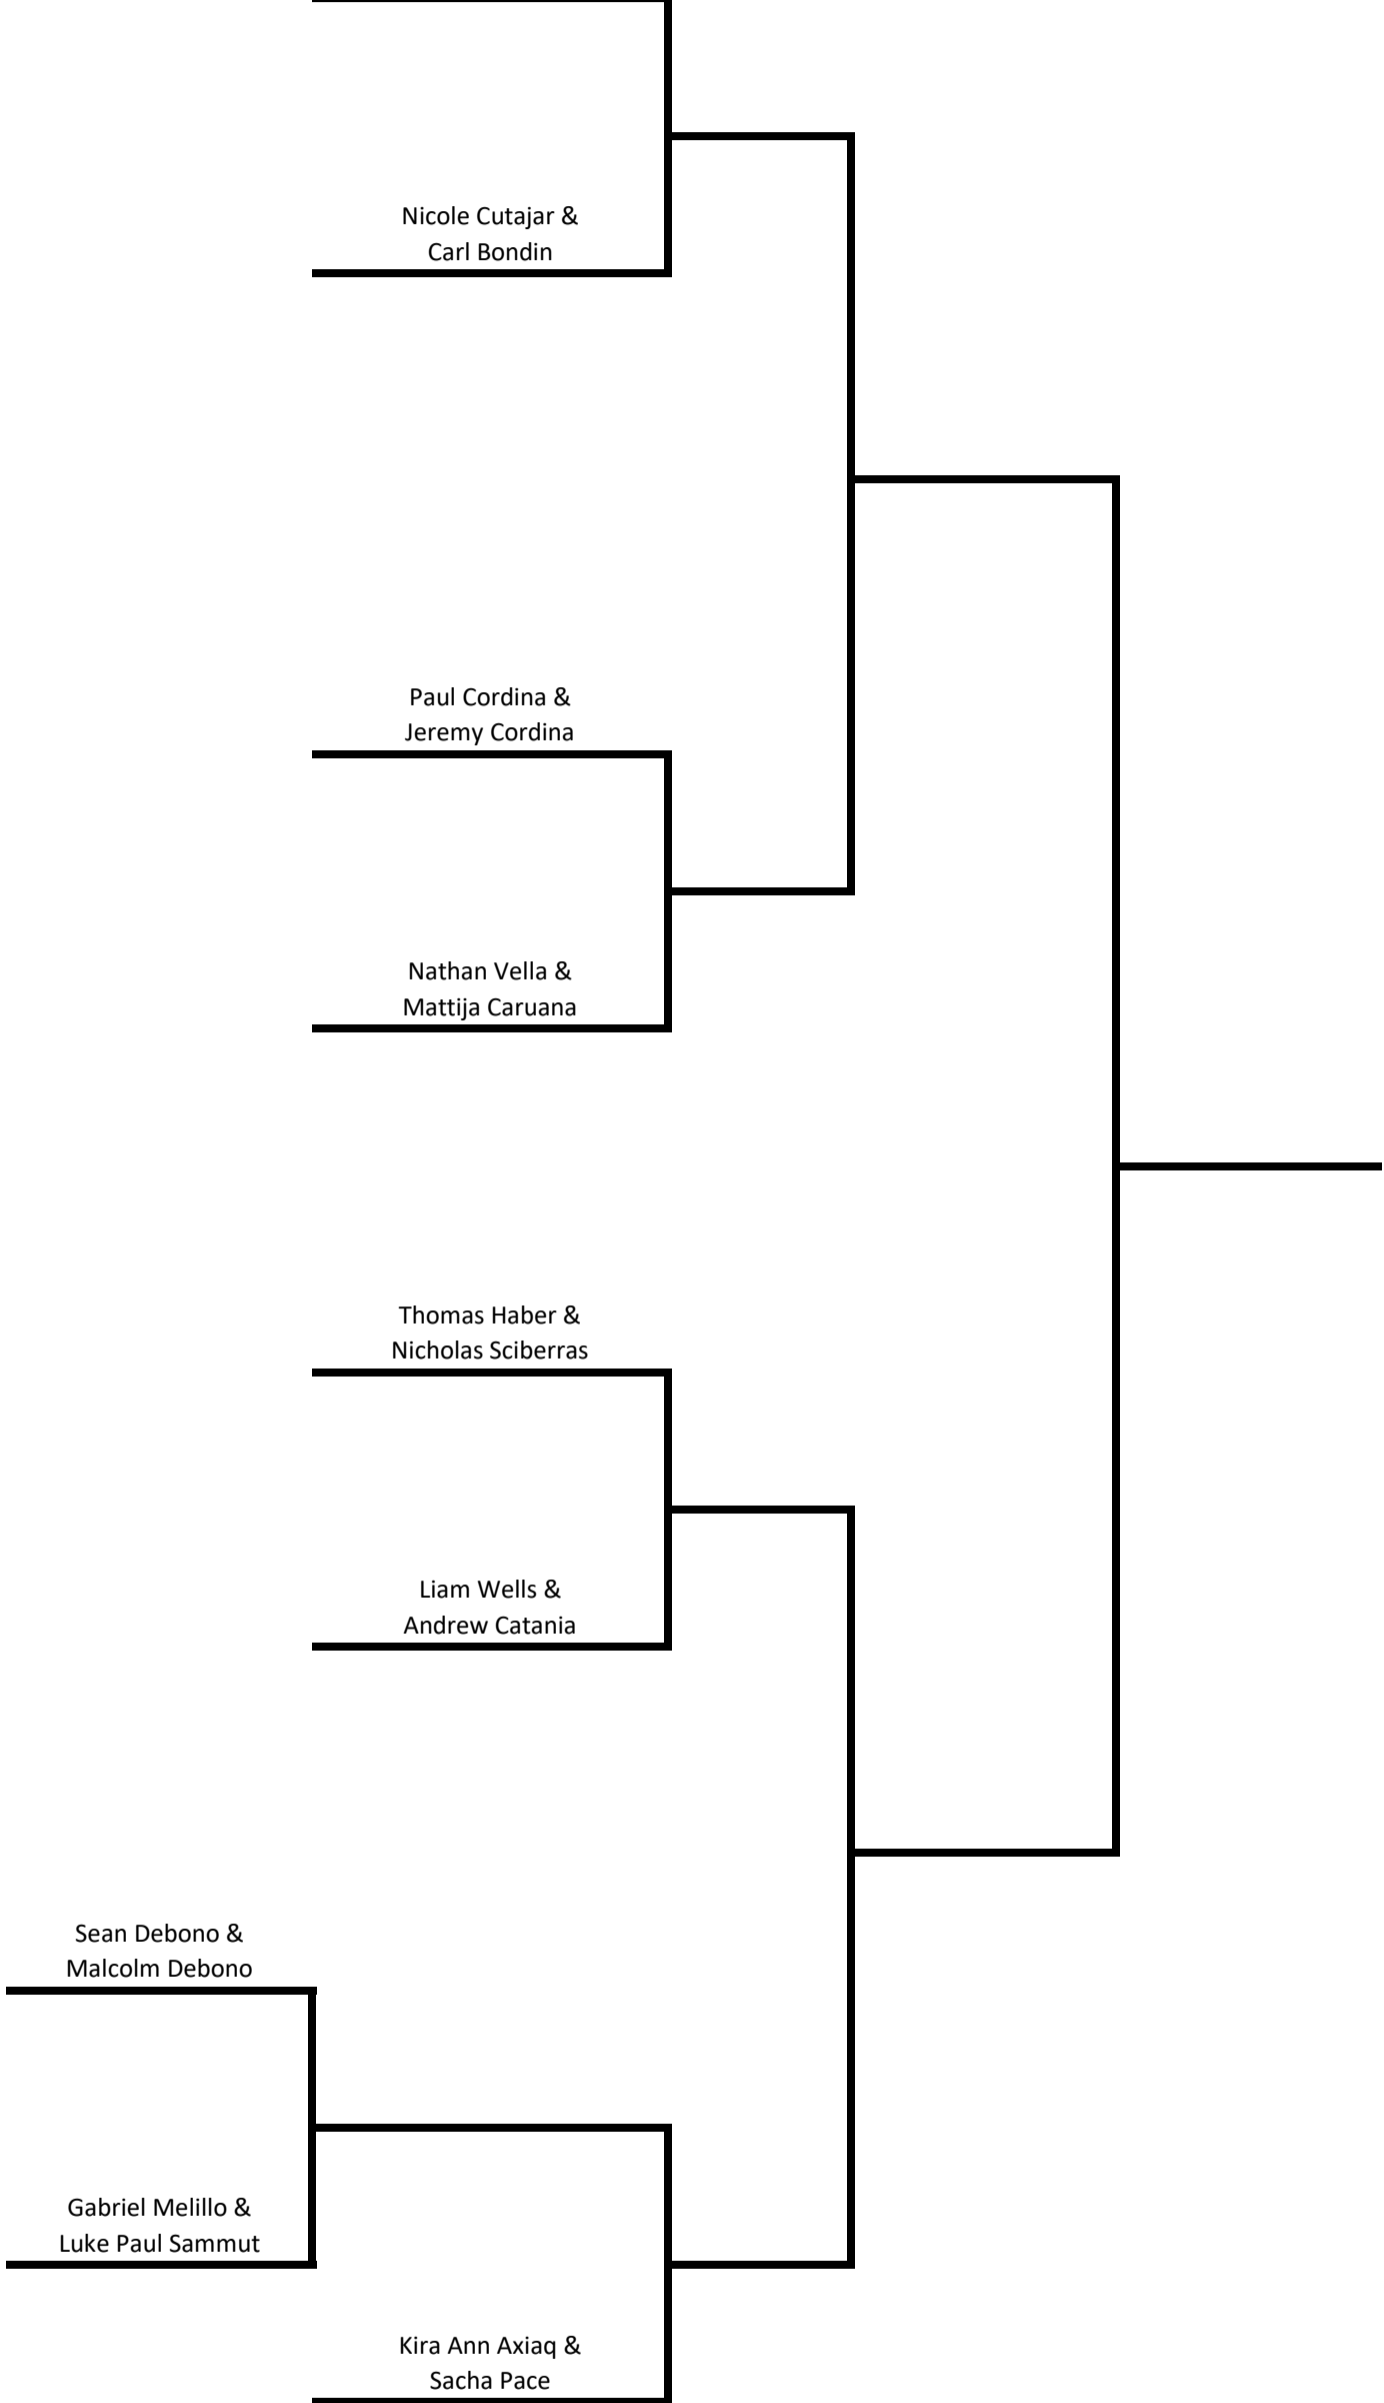 Nicole Cutajar &
Carl Bondin
Paul Cordina &
Jeremy Cordina
Nathan Vella &
Mattija Caruana
Thomas Haber &
Nicholas Sciberras
Liam Wells &
Andrew Catania
Sean Debono &
Malcolm Debono
Gabriel Melillo &
Luke Paul Sammut
Kira Ann Axiaq &
Sacha Pace